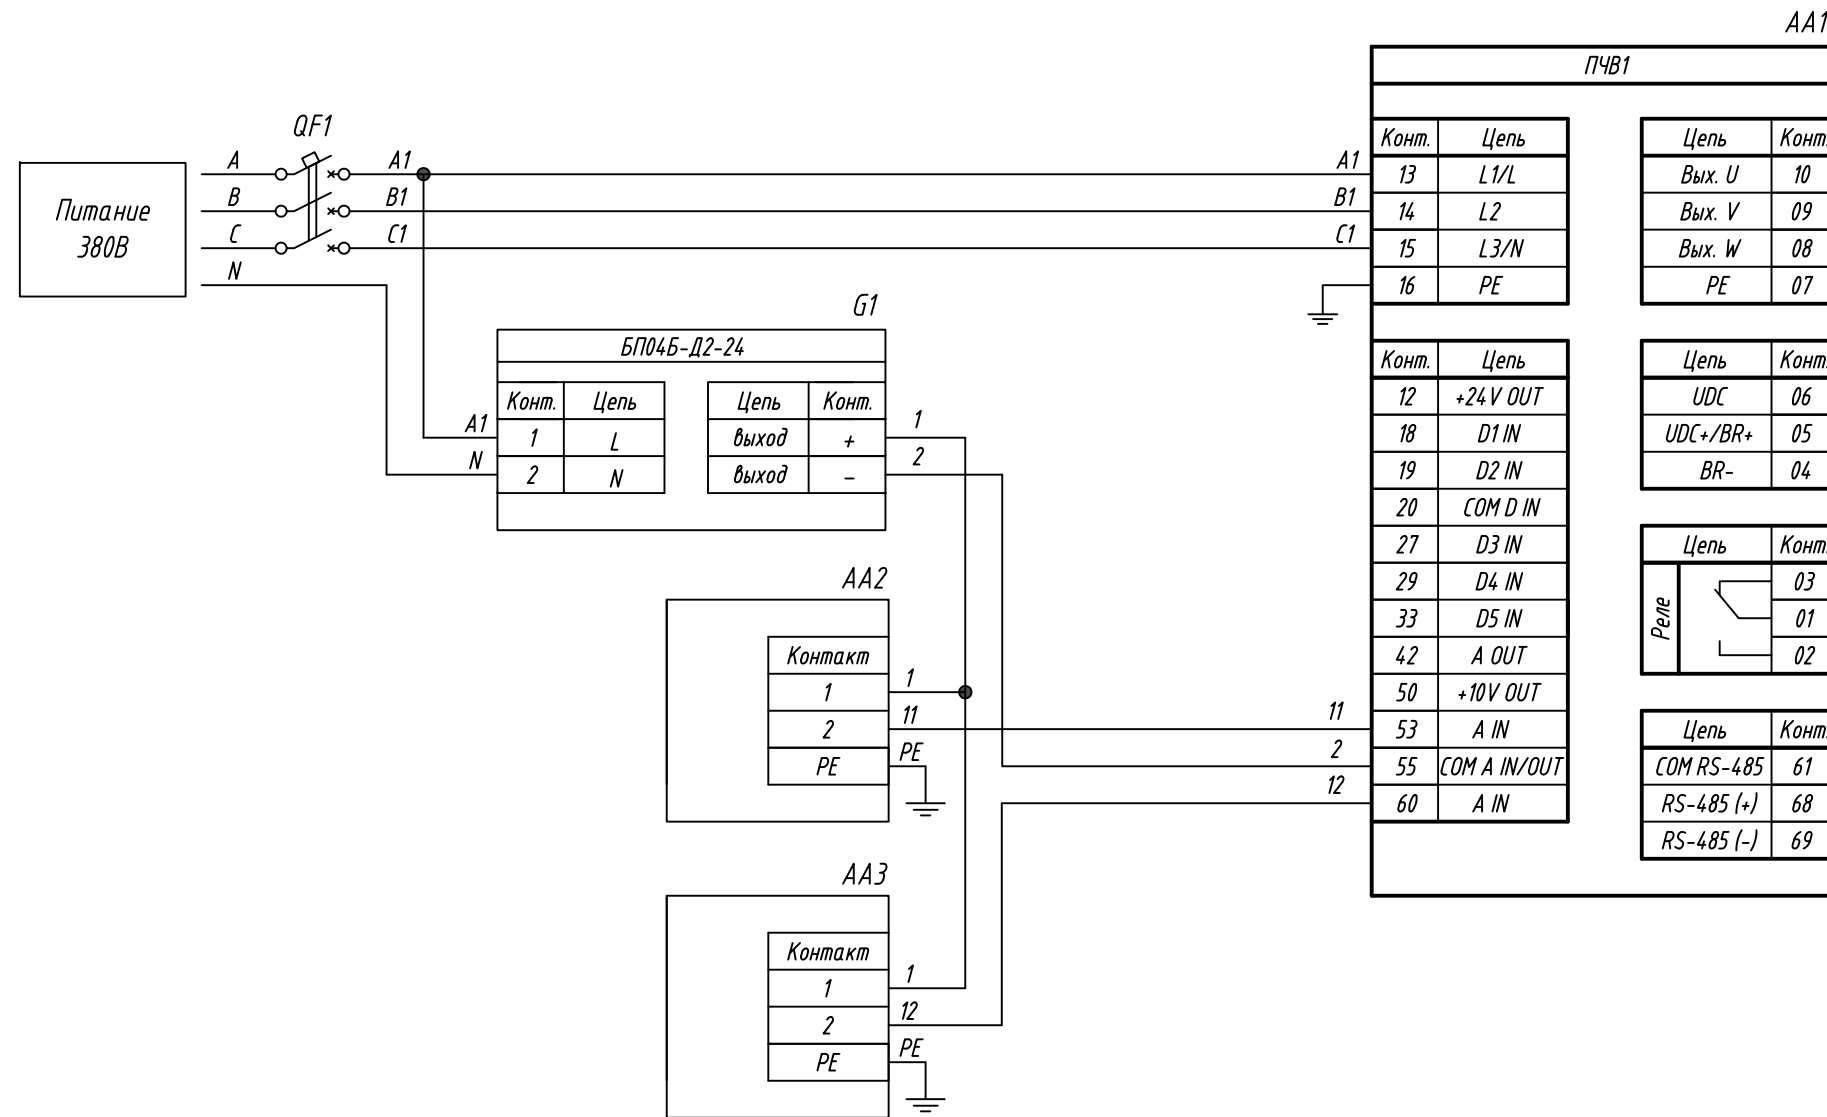 AA1
ПЧВ1
QF1
Питание
380В
A A1 A1
B B1 B1
C C1 C1
N
Конт. Цепь
13 L1/L
14 L2
15 L3/N
16 PE
Цепь Конт.
Вых. U 10
Вых. V 09
Вых. W 08
PE 07
G1
БП04Б-Д2-24
Конт. Цепь
A1 1 L
N 2 N
Цепь Конт.
выход + 1
выход - 2
Конт. Цепь
12 +24V OUT
18 D1 IN
19 D2 IN
20 COM D IN
27 D3 IN
29 D4 IN
33 D5 IN
42 A OUT
50 +10V OUT
11 53 A IN
2 55 COM A IN/OUT
12 60 A IN
Цепь Конт.
UDC 06
UDC+/BR+ 05
BR- 04
Цепь Конт.
Реле
03
01
02
Цепь Конт.
COM RS-485 61
RS-485 (+) 68
RS-485 (-) 69
AA2
Контакт
1 1
2 11
PE PE
AA3
Контакт
1 1
2 12
PE PE